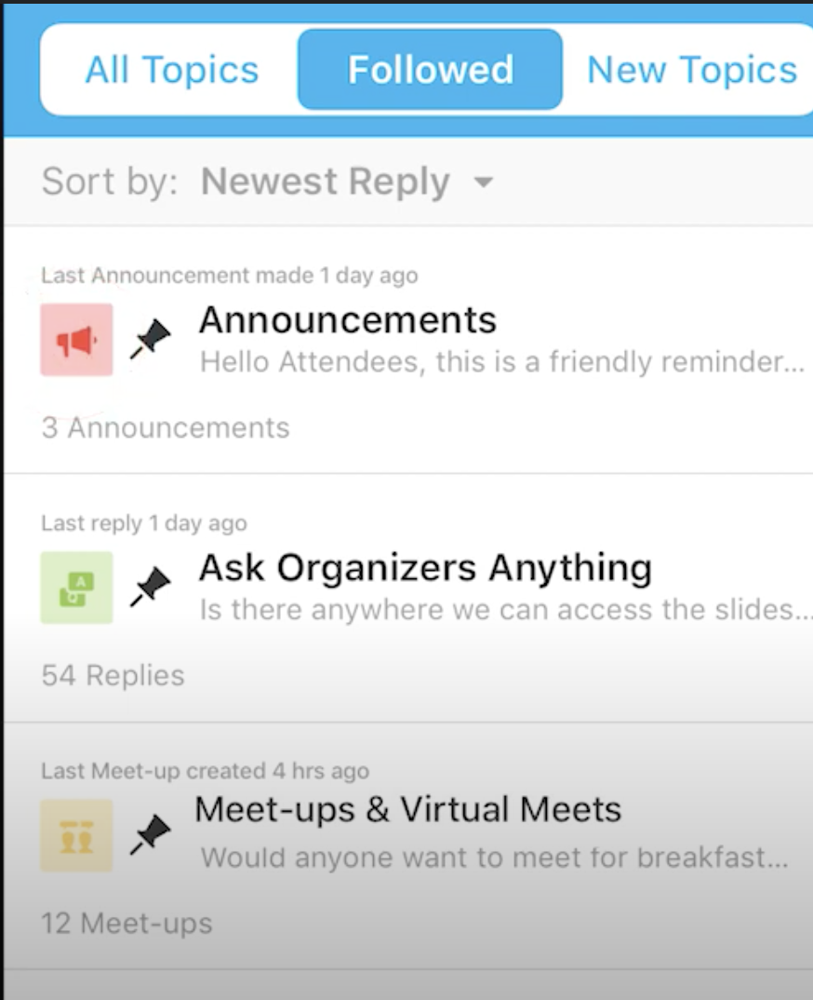 All Topics Followed New Topics
Sort by: Newest Reply
Last Announcement made 1 day ago
Announcements
Hello Attendees, this is a friendly reminder...
3 Announcements
Last reply 1 day ago
A
Q
Ask Organizers Anything
Is there anywhere we can access the slides...
54 Replies
Last Meet-up created 4 hrs ago
Meet-ups & Virtual Meets
Would anyone want to meet for breakfast...
12 Meet-ups